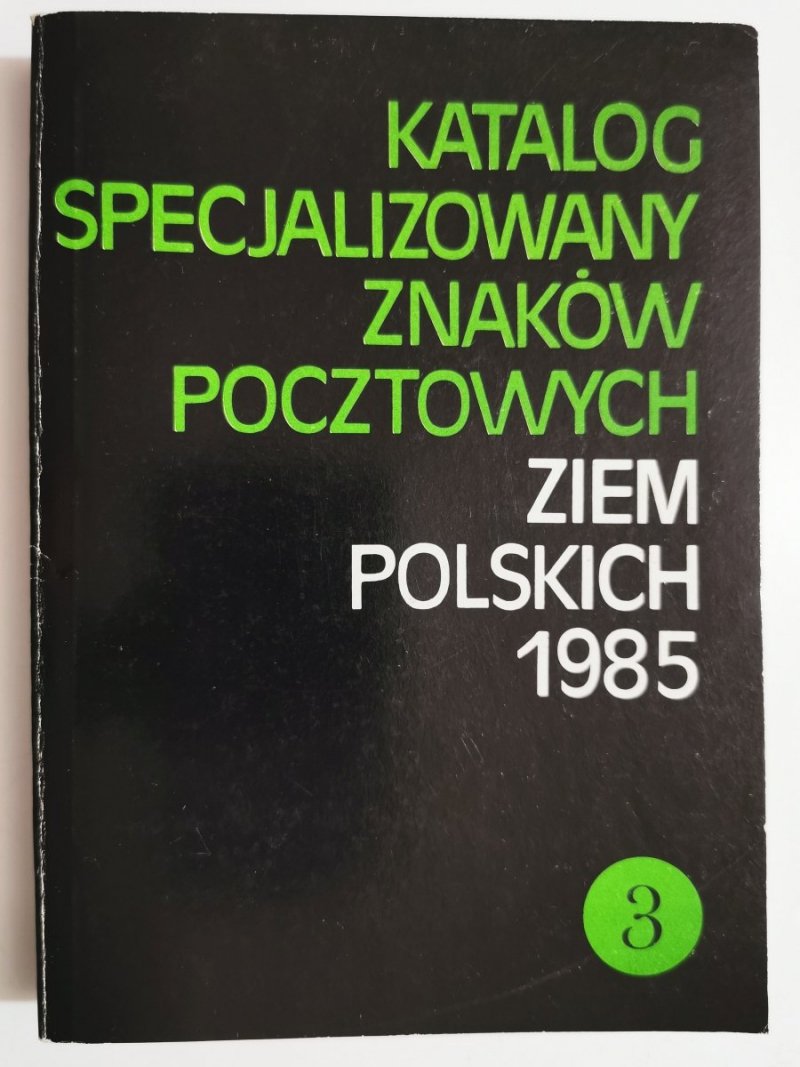 KATALOG
SPECJALIZOWANY
ZNAKÓW
POCZTOWYCH
ZIEM
POLSKICH
1985
3